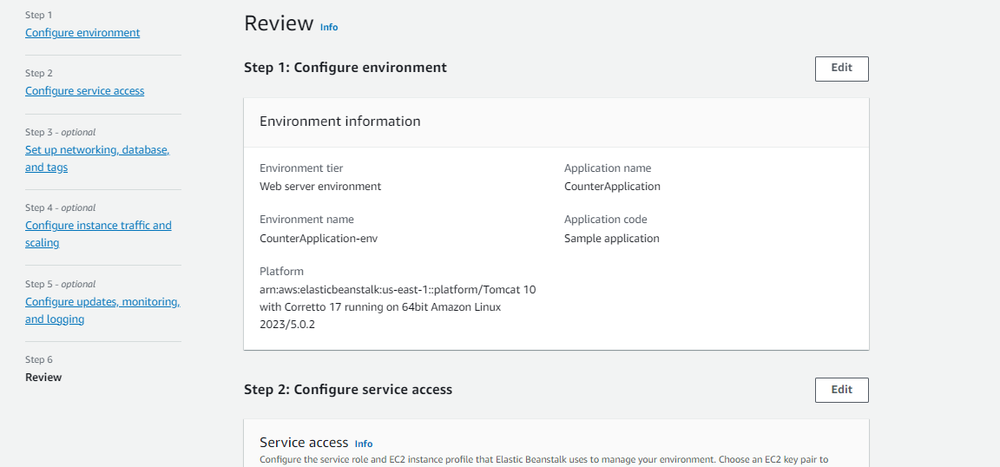 Step 1
Configure environment
Step 2
Configure service access
Step 3 - optional
Set up networking, database,
and tags
Step 4 - optional
Configure instance traffic and
scaling
Step 5 - optional
Configure updates, monitoring,
and logging
Step 6
Review
Review Info
Step 1: Configure environment
Edit
Environment information
Environment tier
Web server environment
Application name
CounterApplication
Environment name
CounterApplication-env
Application code
Sample application
Platform
arn:aws:elasticbeanstalk:us-east-1::platform/Tomcat 10
with Corretto 17 running on 64bit Amazon Linux
2023/5.0.2
Step 2: Configure service access
Edit
Service access Info
Configure the service role and EC2 instance profile that Elastic Beanstalk uses to manage your environment. Choose an EC2 key pair to